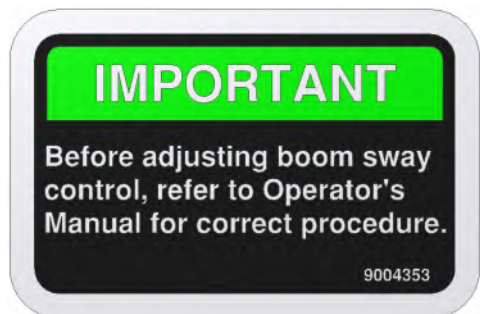 IMPORTANT
Before adjusting boom sway
control, refer to Operator's
Manual for correct procedure.
9004353